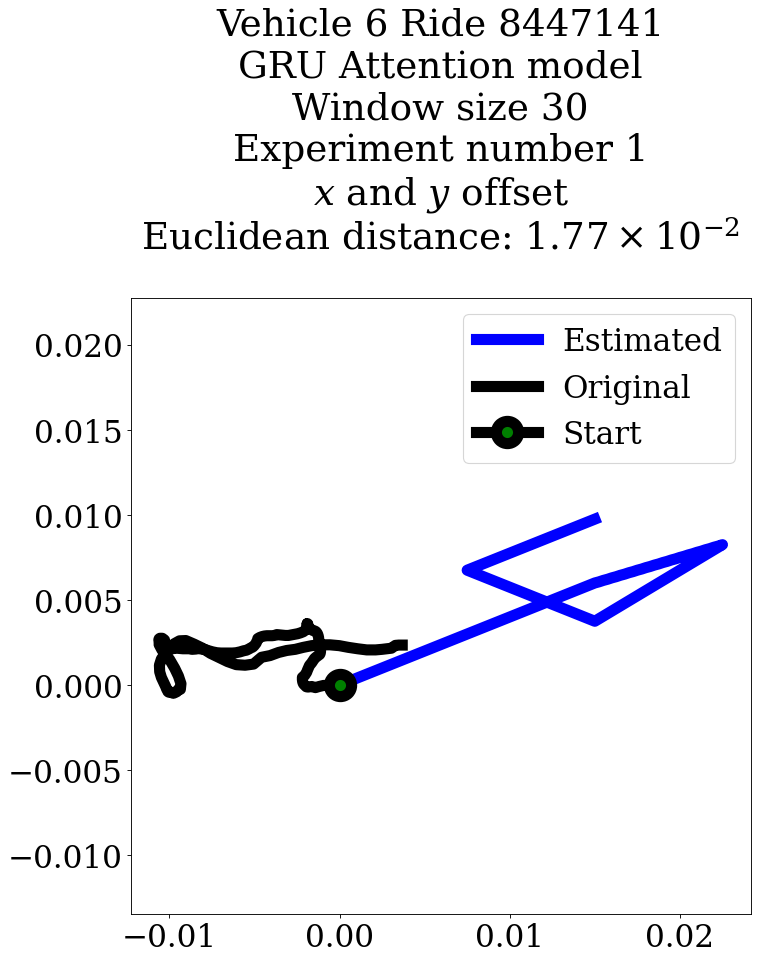 Vehicle 6 Ride 8447141
GRU Attention model
Window size 30
Experiment number 1
x and y offset
Euclidean distance: 1.77 × 10⁻²
Estimated
Original
Start
0.020
0.015
0.010
0.005
0.000
−0.005
−0.010
−0.01 0.00 0.01 0.02